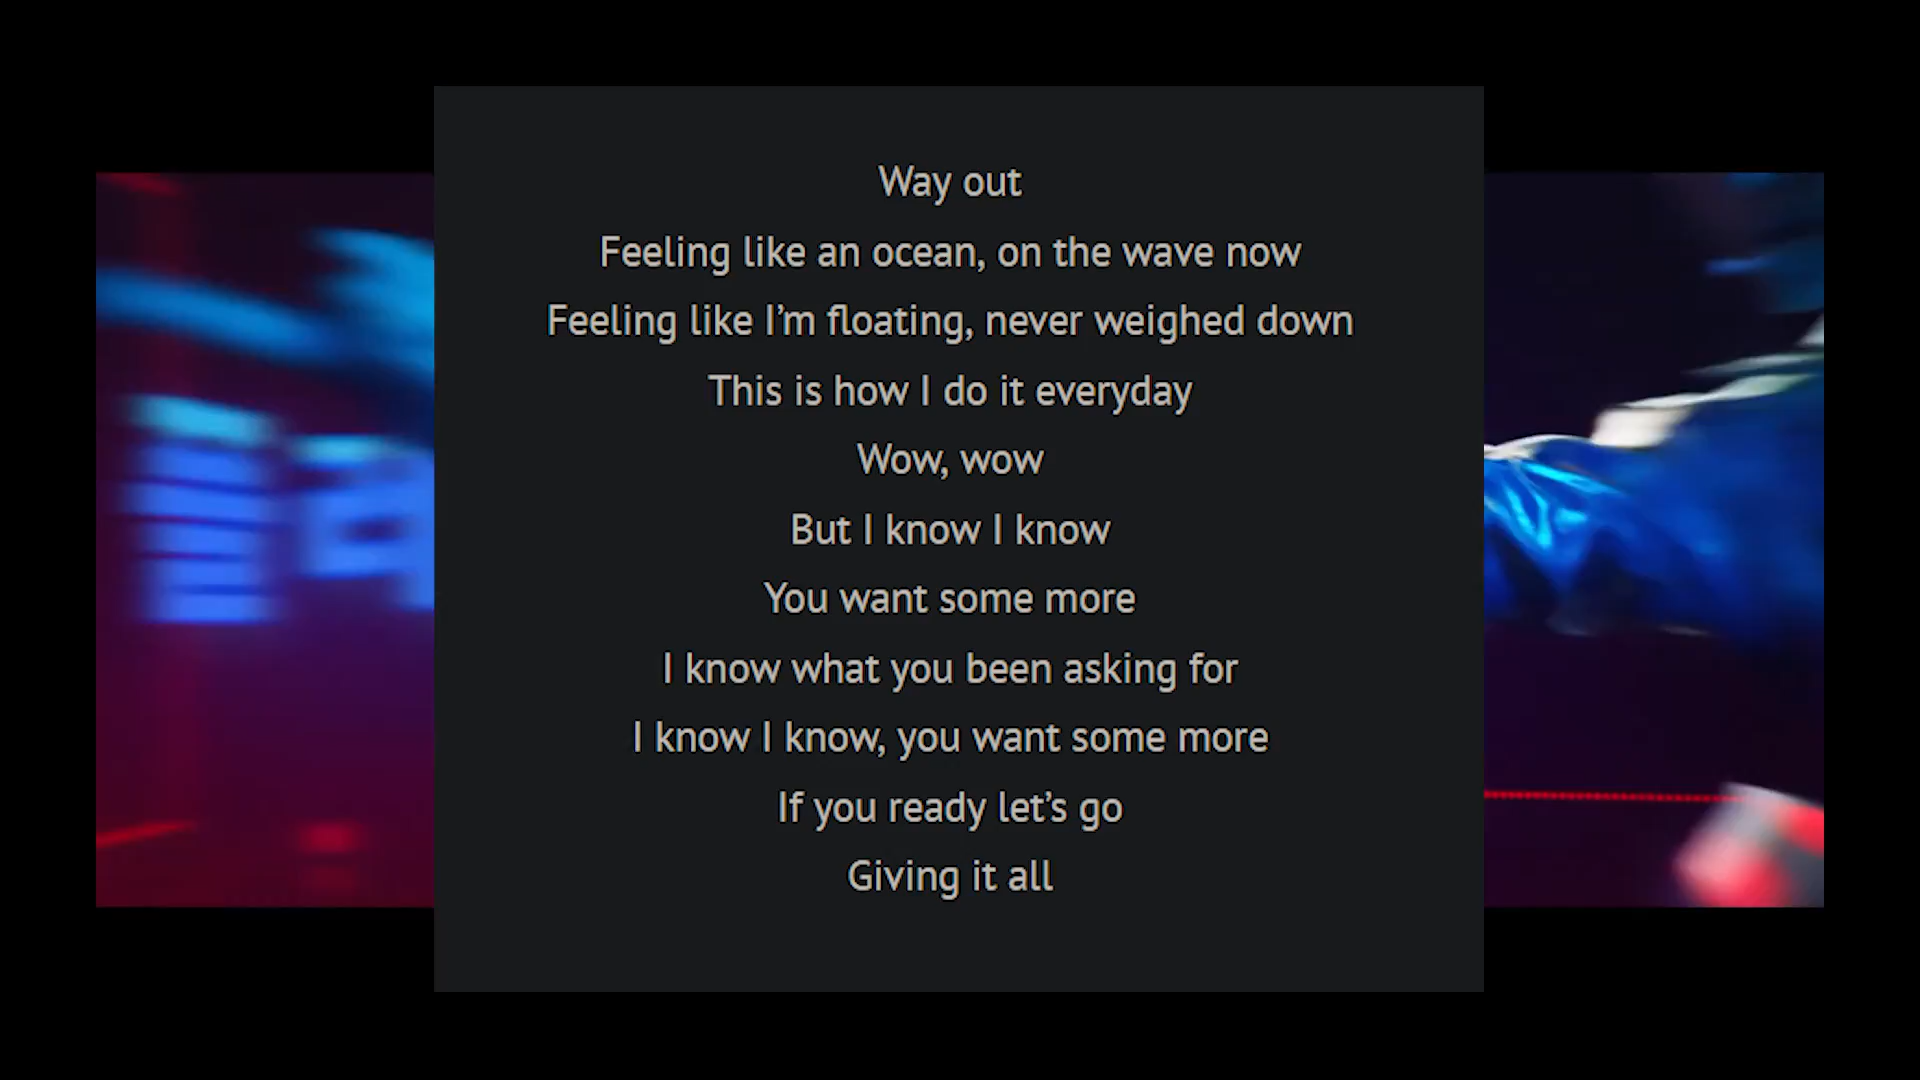 Way out
Feeling like an ocean, on the wave now
Feeling like I’m floating, never weighed down
This is how I do it everyday
Wow, wow
But I know I know
You want some more
I know what you been asking for
I know I know, you want some more
If you ready let’s go
Giving it all